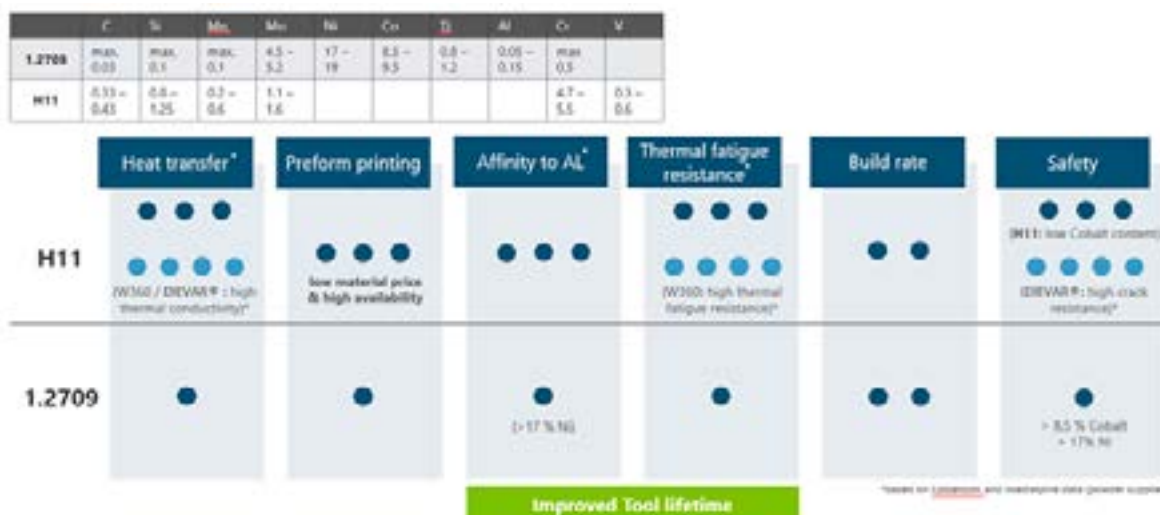 C Si Mn Mo Ni Co Ti Al Cr V
1.2709 max. 0.03 max. 0.1 max. 0.1 4.5 – 5.2 17 – 19 8.5 – 9.5 0.8 – 1.2 0.05 – 0.15 max 0.5
H11 0.33 – 0.43 0.8 – 1.25 0.2 – 0.6 1.1 – 1.6 4.7 – 5.5 0.3 – 0.6
Heat transfer* Preform printing Affinity to AL* Thermal fatigue resistance* Build rate Safety
H11
(H11: low Cobalt content)
low material price
& high availability
(W360 / DIEVAR® : high
thermal conductivity)*
(W360: high thermal
fatigue resistance)*
(DIEVAR®: high crack
resistance)*
1.2709
(>17 % Ni)
> 8.5 % Cobalt
17% Ni
Improved Tool lifetime